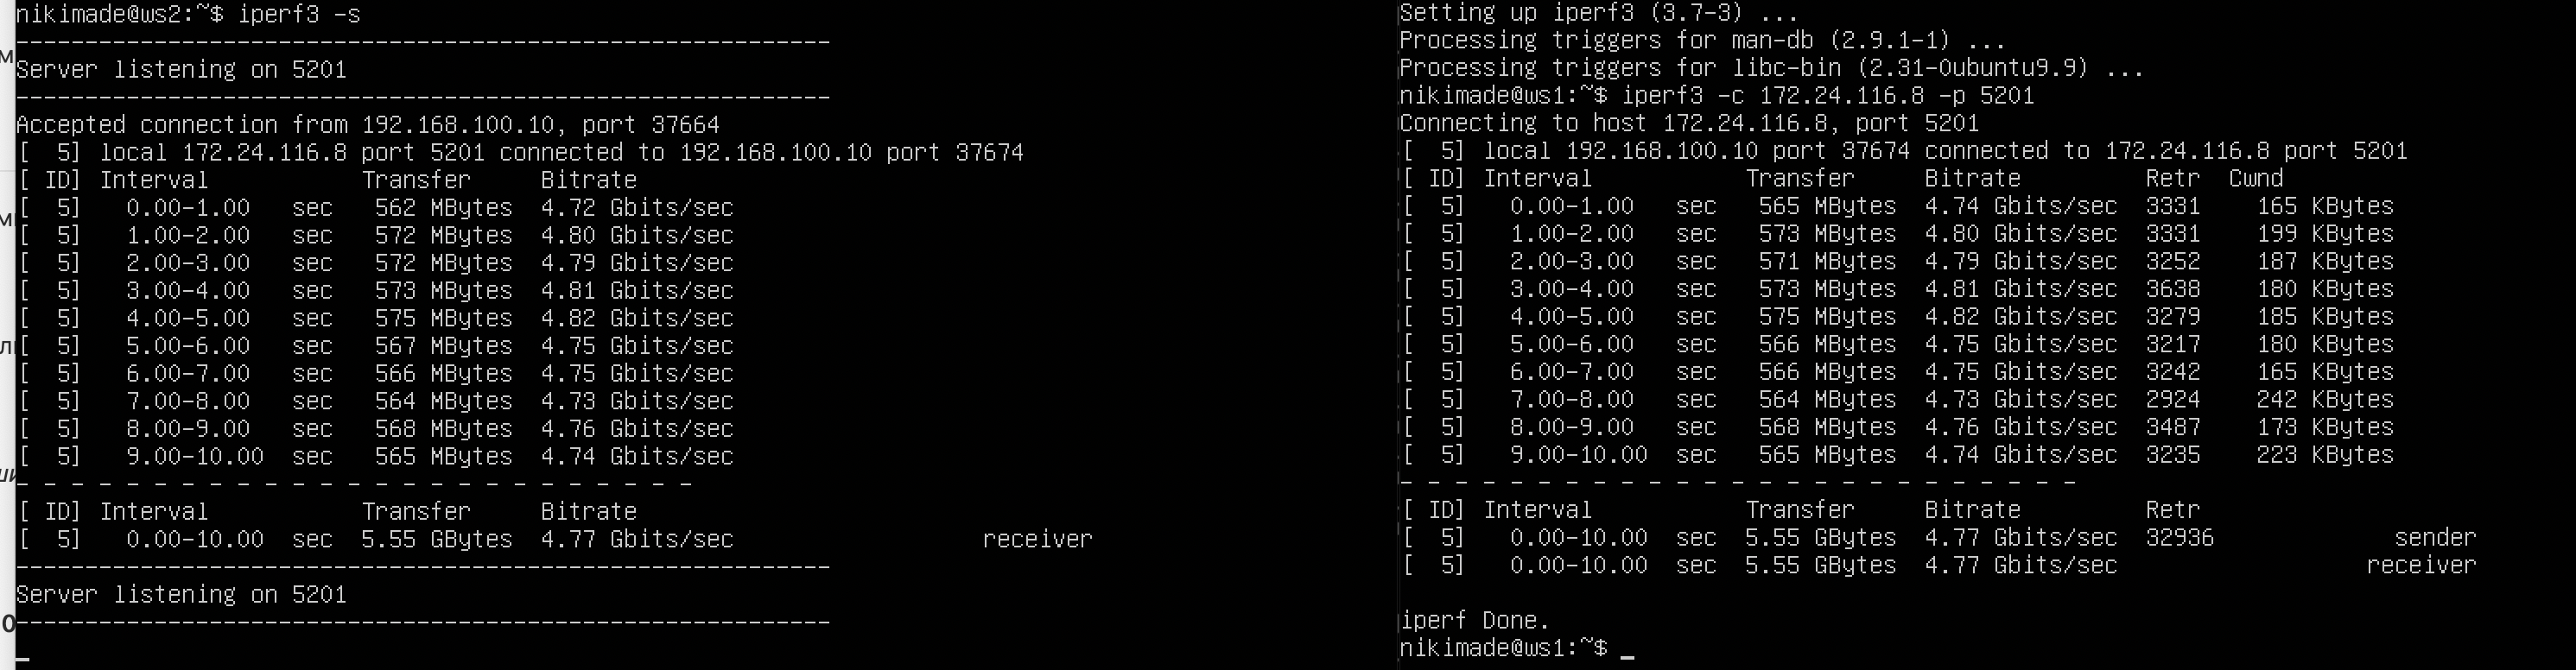 nikimade@ws2:~$ iperf3 -s
-----------------------------------------------------------
Server listening on 5201
-----------------------------------------------------------
Accepted connection from 192.168.100.10, port 37664
[  5] local 172.24.116.8 port 5201 connected to 192.168.100.10 port 37674
[ ID] Interval           Transfer     Bitrate
[  5]   0.00-1.00   sec   562 MBytes  4.72 Gbits/sec
[  5]   1.00-2.00   sec   572 MBytes  4.80 Gbits/sec
[  5]   2.00-3.00   sec   572 MBytes  4.79 Gbits/sec
[  5]   3.00-4.00   sec   573 MBytes  4.81 Gbits/sec
[  5]   4.00-5.00   sec   575 MBytes  4.82 Gbits/sec
[  5]   5.00-6.00   sec   567 MBytes  4.75 Gbits/sec
[  5]   6.00-7.00   sec   566 MBytes  4.75 Gbits/sec
[  5]   7.00-8.00   sec   564 MBytes  4.73 Gbits/sec
[  5]   8.00-9.00   sec   568 MBytes  4.76 Gbits/sec
[  5]   9.00-10.00  sec   565 MBytes  4.74 Gbits/sec
- - - - - - - - - - - - - - - - - - - - - - - - -
[ ID] Interval           Transfer     Bitrate
[  5]   0.00-10.00  sec  5.55 GBytes  4.77 Gbits/sec                  receiver
-----------------------------------------------------------
Server listening on 5201
-----------------------------------------------------------
Setting up iperf3 (3.7-3) ...
Processing triggers for man-db (2.9.1-1) ...
Processing triggers for libc-bin (2.31-0ubuntu9.9) ...
nikimade@ws1:~$ iperf3 -c 172.24.116.8 -p 5201
Connecting to host 172.24.116.8, port 5201
[  5] local 192.168.100.10 port 37674 connected to 172.24.116.8 port 5201
[ ID] Interval           Transfer     Bitrate         Retr  Cwnd
[  5]   0.00-1.00   sec   565 MBytes  4.74 Gbits/sec  3331    165 KBytes
[  5]   1.00-2.00   sec   573 MBytes  4.80 Gbits/sec  3331    199 KBytes
[  5]   2.00-3.00   sec   571 MBytes  4.79 Gbits/sec  3252    187 KBytes
[  5]   3.00-4.00   sec   573 MBytes  4.81 Gbits/sec  3638    180 KBytes
[  5]   4.00-5.00   sec   575 MBytes  4.82 Gbits/sec  3279    185 KBytes
[  5]   5.00-6.00   sec   566 MBytes  4.75 Gbits/sec  3217    180 KBytes
[  5]   6.00-7.00   sec   566 MBytes  4.75 Gbits/sec  3242    165 KBytes
[  5]   7.00-8.00   sec   564 MBytes  4.73 Gbits/sec  2924    242 KBytes
[  5]   8.00-9.00   sec   568 MBytes  4.76 Gbits/sec  3487    173 KBytes
[  5]   9.00-10.00  sec   565 MBytes  4.74 Gbits/sec  3235    223 KBytes
- - - - - - - - - - - - - - - - - - - - - - - - -
[ ID] Interval           Transfer     Bitrate         Retr
[  5]   0.00-10.00  sec  5.55 GBytes  4.77 Gbits/sec  32936             sender
[  5]   0.00-10.00  sec  5.55 GBytes  4.77 Gbits/sec                  receiver
iperf Done.
nikimade@ws1:~$ _